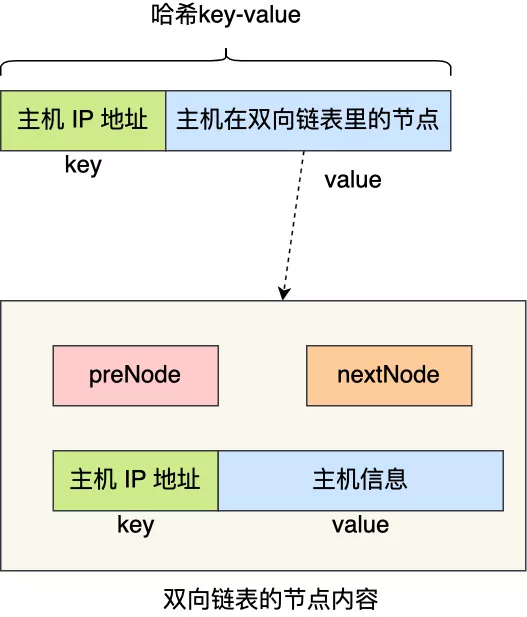 哈希key-value
主机 IP 地址 主机在双向链表里的节点
key
value
preNode nextNode
主机 IP 地址 主机信息
key value
双向链表的节点内容